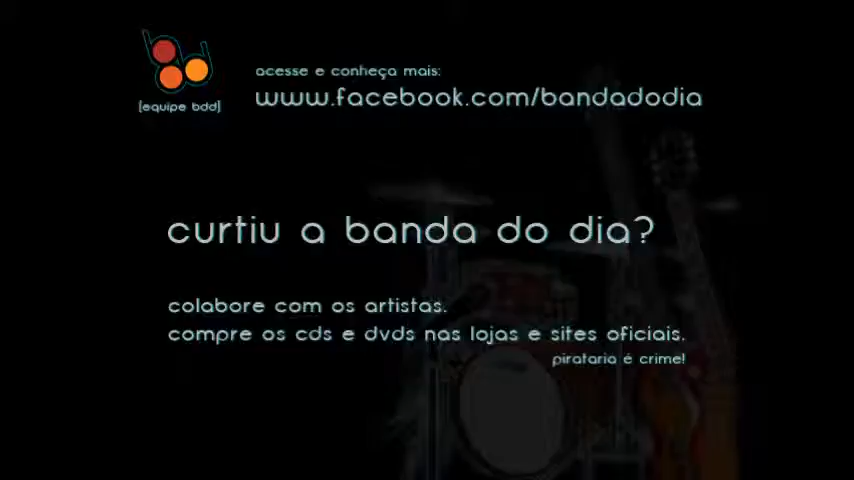 acesse e conheça mais:
www.facebook.com/bandadodia
[equipe bdd]
curtiu a banda do dia?
colabore com os artistas.
compre os cds e dvds nas lojas e sites oficiais.
pirataria é crime!